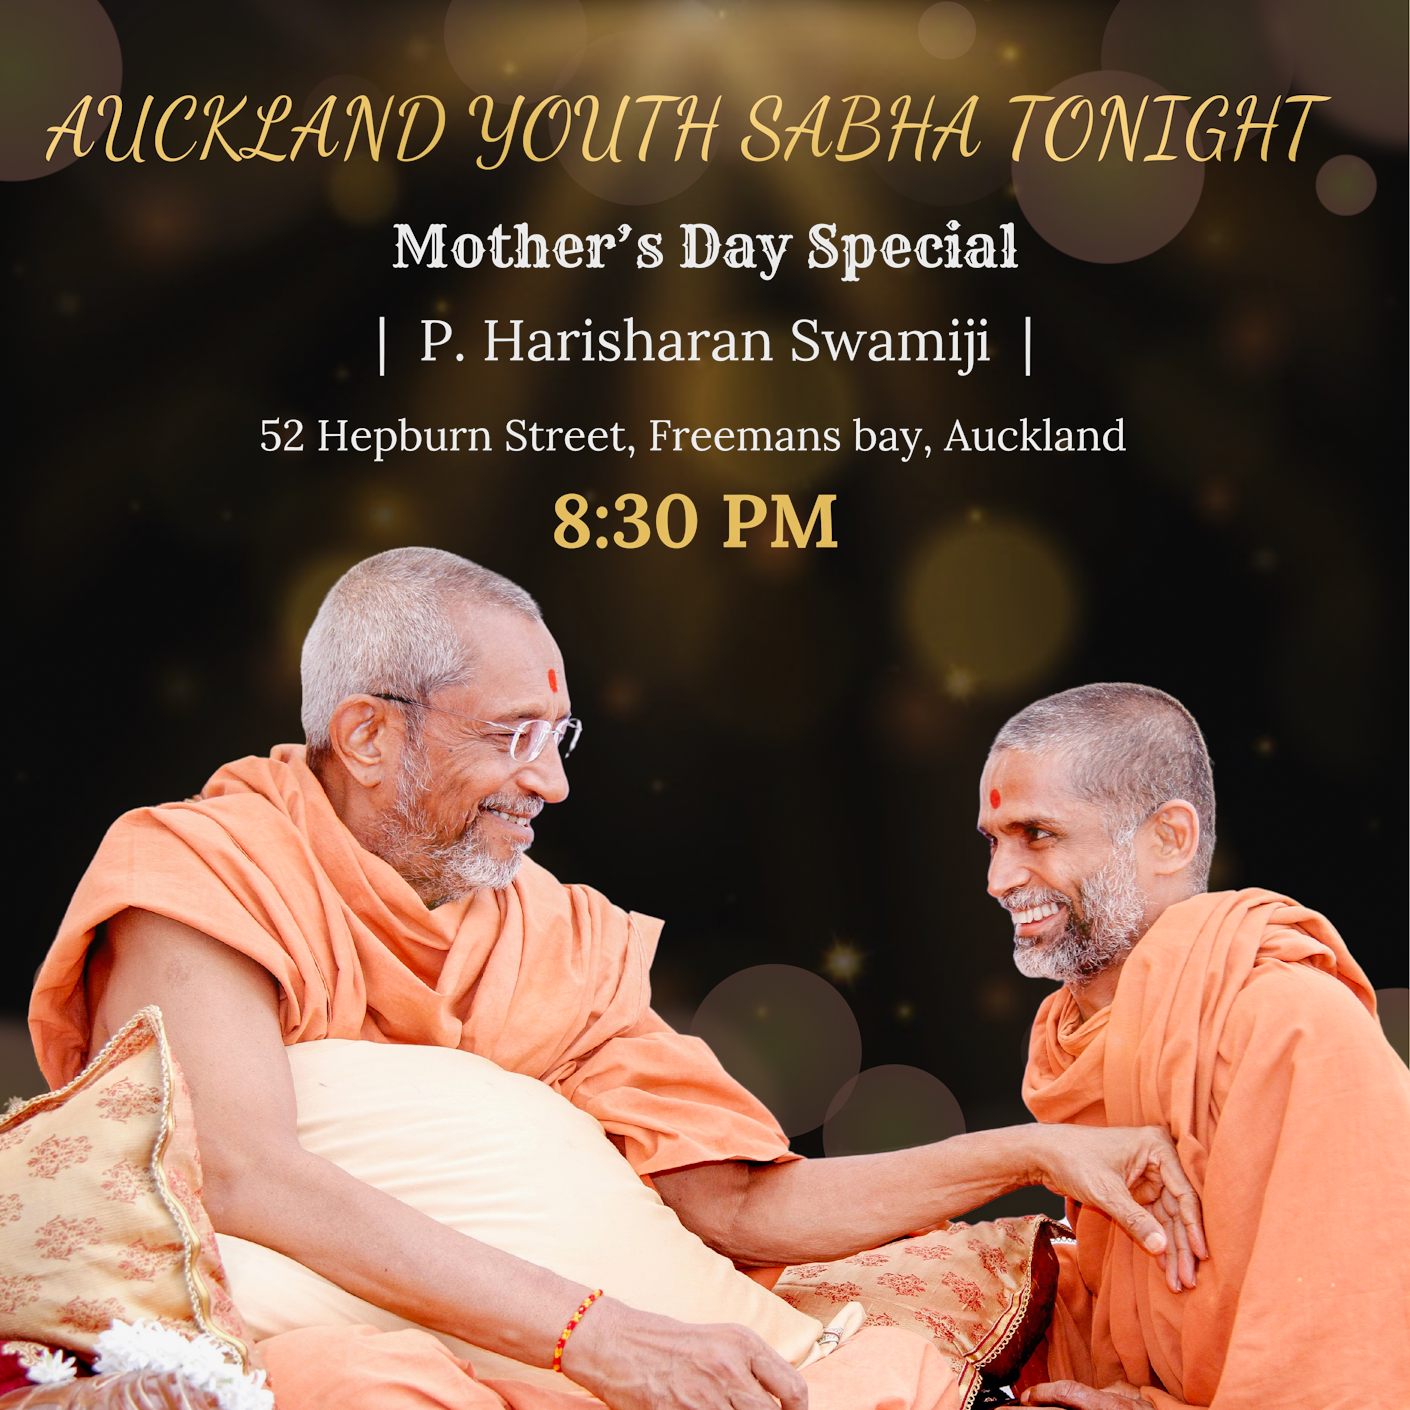 AUCKLAND YOUTH SABHA TONIGHT
Mother's Day Special
| P. Harisharan Swamiji |
52 Hepburn Street, Freemans bay, Auckland
8:30 PM